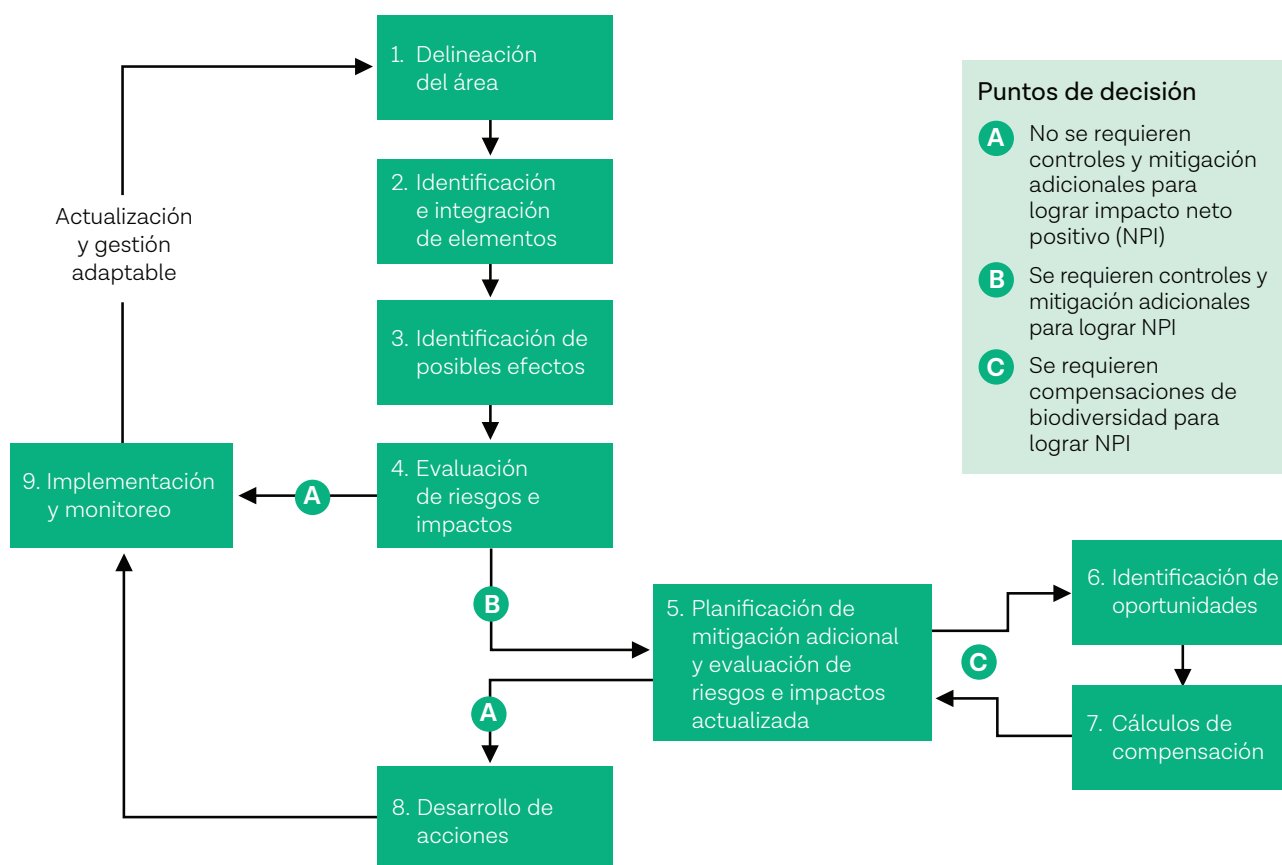 1. Delineación
del área
2. Identificación
e integración
de elementos
3. Identificación de
posibles efectos
4. Evaluación
de riesgos e
impactos
A
9. Implementación
y monitoreo
Actualización
y gestión
adaptable
B
5. Planificación de
mitigación adicional
y evaluación de
riesgos e impactos
actualizada
C
6. Identificación de
oportunidades
7. Cálculos de
compensación
A
8. Desarrollo de
acciones
Puntos de decisión
A No se requieren
controles y mitigación
adicionales para
lograr impacto neto
positivo (NPI)
B Se requieren controles y
mitigación adicionales
para lograr NPI
C Se requieren
compensaciones de
biodiversidad para
lograr NPI